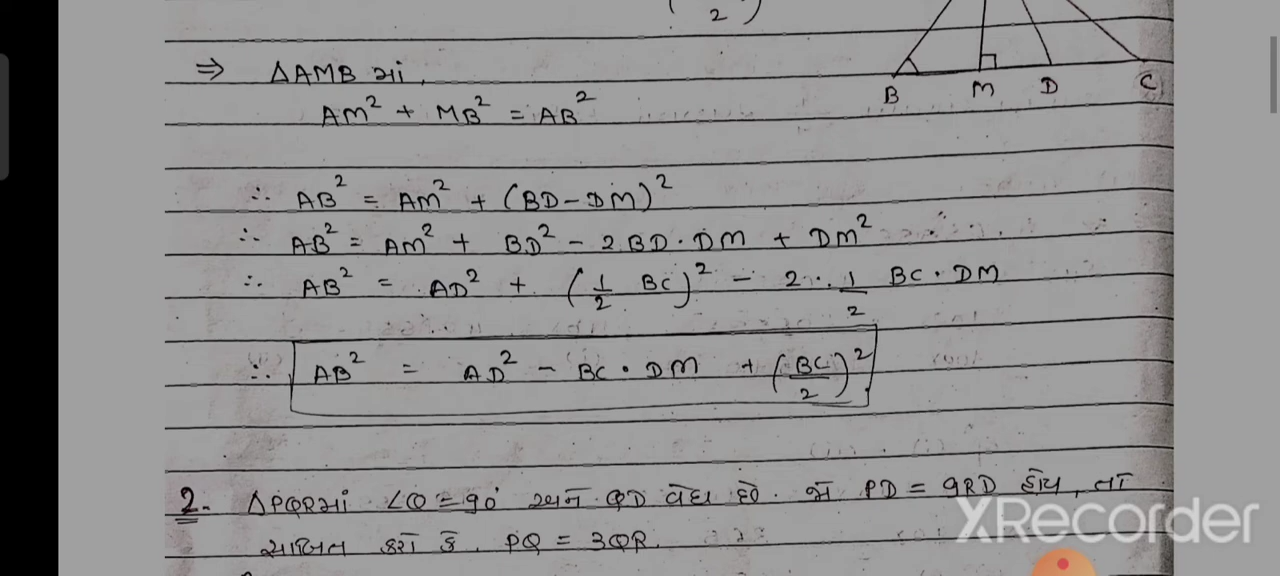 ( 2 )
⇒ ΔAMB માં,
AM² + MB² = AB²
B M D C
∴ AB² = AM² + (BD - DM)²
∴ AB² = AM² + BD² - 2BD · DM + DM²
∴ AB² = AD² + (1/2 BC)² - 2 · 1/2 BC · DM
∴ AB² = AD² - BC · DM + (BC/2)²
2. ΔPQRમાં ∠Q = 90° અને QD વેધ છે. જો PD = 9RD હોય, તો
સાબિત કરો કે. PQ = 3QR.
XRecorder